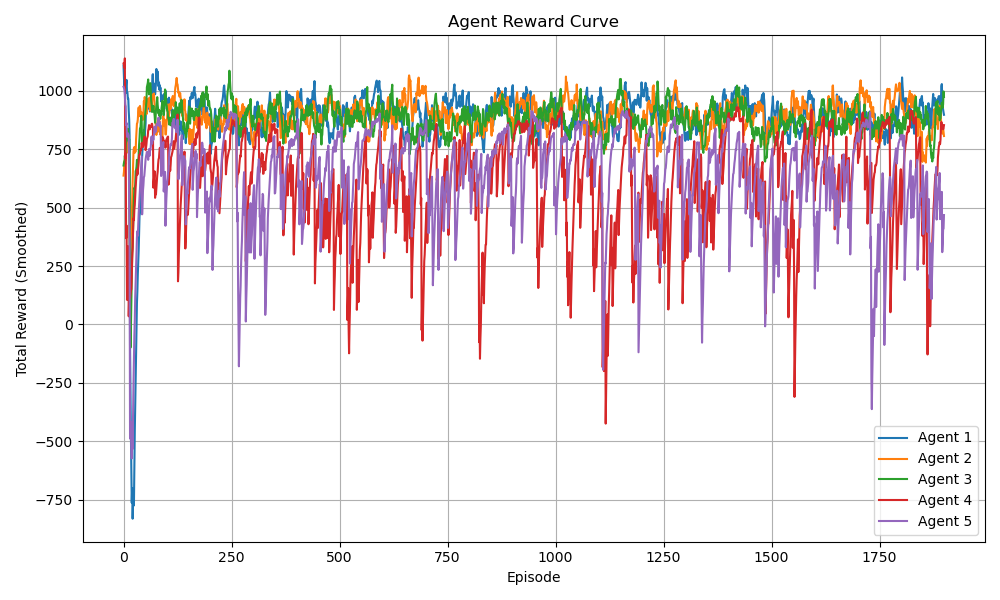 Agent Reward Curve
Total Reward (Smoothed)
1000
750
500
250
0
−250
−500
−750
0 250 500 750 1000 1250 1500 1750
Episode
Agent 1
Agent 2
Agent 3
Agent 4
Agent 5